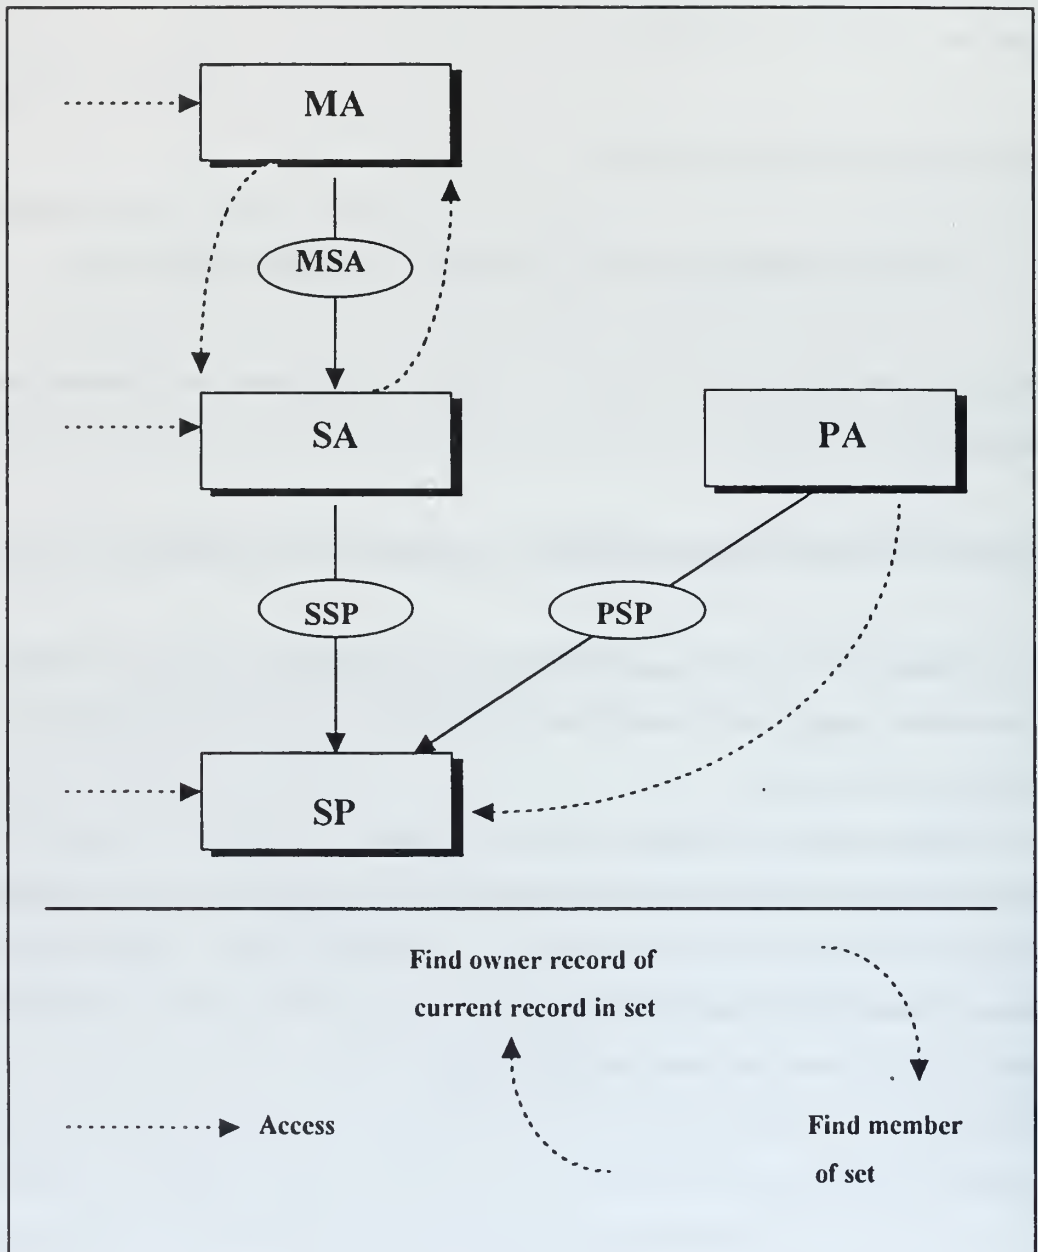 MA
MSA
SA
PA
SSP
PSP
SP
Find owner record of
current record in set
Access
Find member
of set